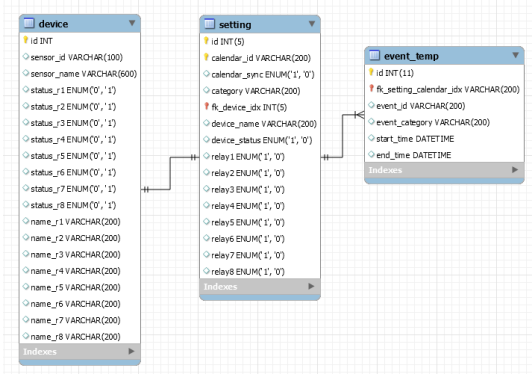 device
id INT
sensor_id VARCHAR(100)
sensor_name VARCHAR(600)
status_r1 ENUM('0', '1')
status_r2 ENUM('0', '1')
status_r3 ENUM('0', '1')
status_r4 ENUM('0', '1')
status_r5 ENUM('0', '1')
status_r6 ENUM('0', '1')
status_r7 ENUM('0', '1')
status_r8 ENUM('0', '1')
name_r1 VARCHAR(200)
name_r2 VARCHAR(200)
name_r3 VARCHAR(200)
name_r4 VARCHAR(200)
name_r5 VARCHAR(200)
name_r6 VARCHAR(200)
name_r7 VARCHAR(200)
name_r8 VARCHAR(200)
Indexes
setting
id INT(5)
calendar_id VARCHAR(200)
calendar_sync ENUM('1', '0')
category VARCHAR(200)
fk_device_idx INT(5)
device_name VARCHAR(200)
device_status ENUM('1', '0')
relay1 ENUM('1', '0')
relay2 ENUM('1', '0')
relay3 ENUM('1', '0')
relay4 ENUM('1', '0')
relay5 ENUM('1', '0')
relay6 ENUM('1', '0')
relay7 ENUM('1', '0')
relay8 ENUM('1', '0')
Indexes
event_temp
id INT(11)
fk_setting_calendar_idx VARCHAR(200)
event_id VARCHAR(200)
event_category VARCHAR(200)
start_time DATETIME
end_time DATETIME
Indexes